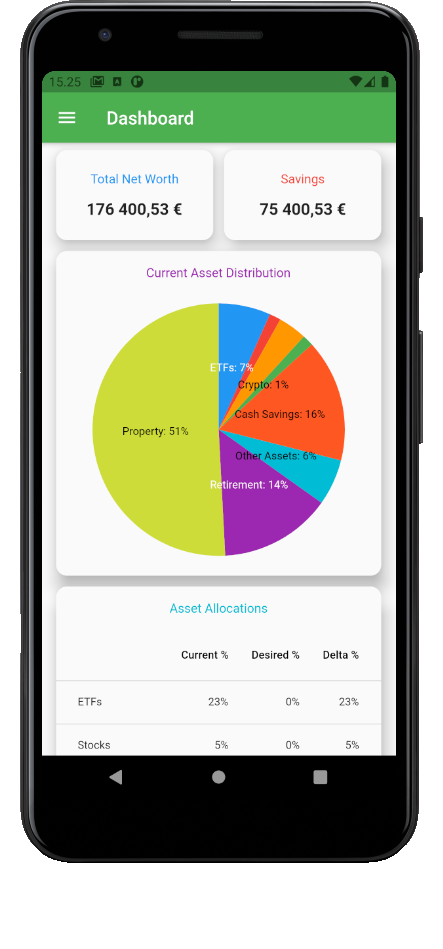 15.25
Dashboard
Total Net Worth
176 400,53 €
Savings
75 400,53 €
Current Asset Distribution
ETFs: 7%
Crypto: 1%
Cash Savings: 16%
Property: 51%
Other Assets: 6%
Retirement: 14%
Asset Allocations
Current % Desired % Delta %
ETFs 23% 0% 23%
Stocks 5% 0% 5%